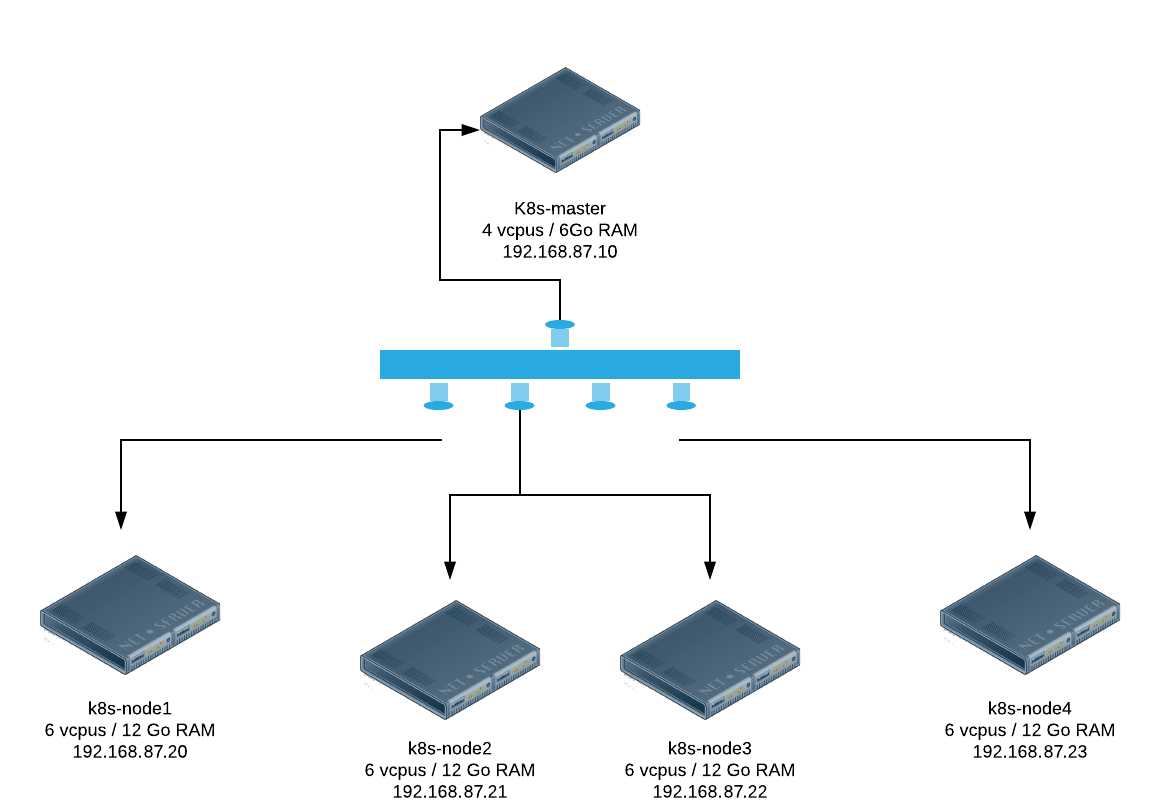 NET SERVER
K8s-master
4 vcpus / 6Go RAM
192.168.87.10
NET SERVER
k8s-node1
6 vcpus / 12 Go RAM
192.168.87.20
NET SERVER
k8s-node2
6 vcpus / 12 Go RAM
192.168.87.21
NET SERVER
k8s-node3
6 vcpus / 12 Go RAM
192.168.87.22
NET SERVER
k8s-node4
6 vcpus / 12 Go RAM
192.168.87.23